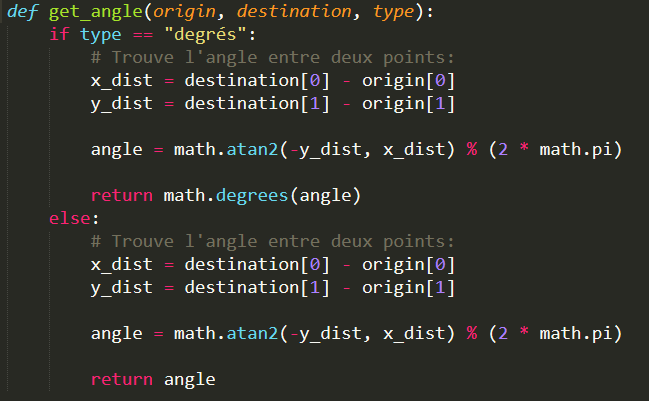 def get_angle(origin, destination, type):
    if type == "degrés":
        # Trouve l'angle entre deux points:
        x_dist = destination[0] - origin[0]
        y_dist = destination[1] - origin[1]

        angle = math.atan2(-y_dist, x_dist) % (2 * math.pi)

        return math.degrees(angle)
    else:
        # Trouve l'angle entre deux points:
        x_dist = destination[0] - origin[0]
        y_dist = destination[1] - origin[1]

        angle = math.atan2(-y_dist, x_dist) % (2 * math.pi)

        return angle